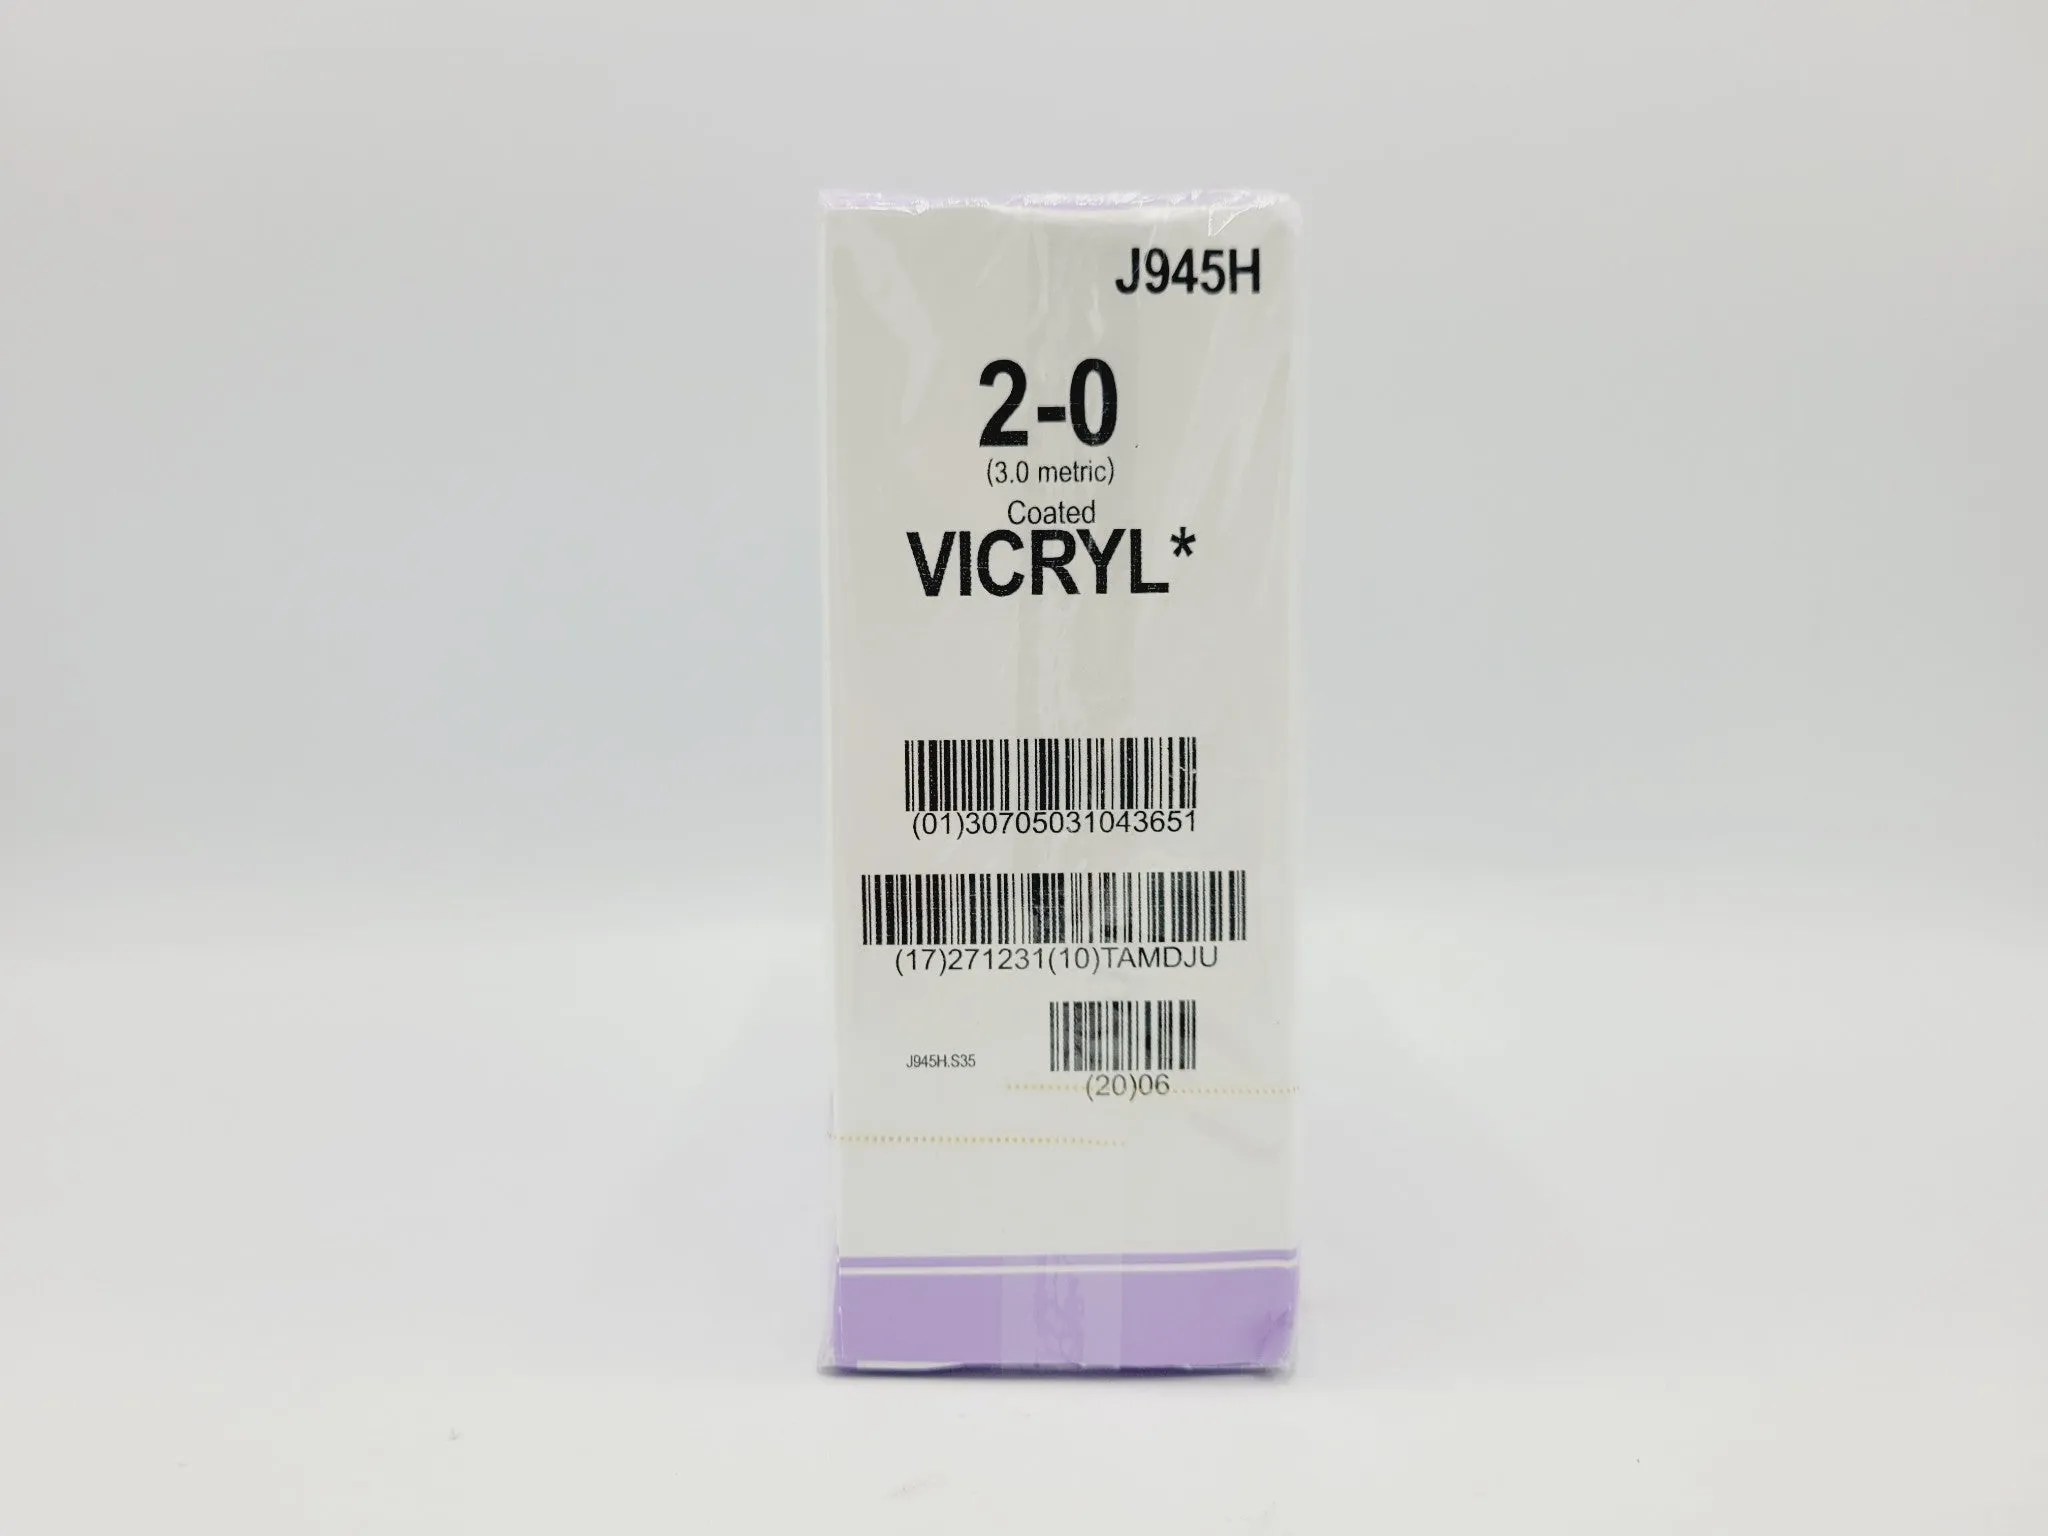 J945H
2-0
(3.0 metric)
Coated
VICRYL*
(01)30705031043651
(17)271231(10)TAMDJU
J945H.S35
(20)06